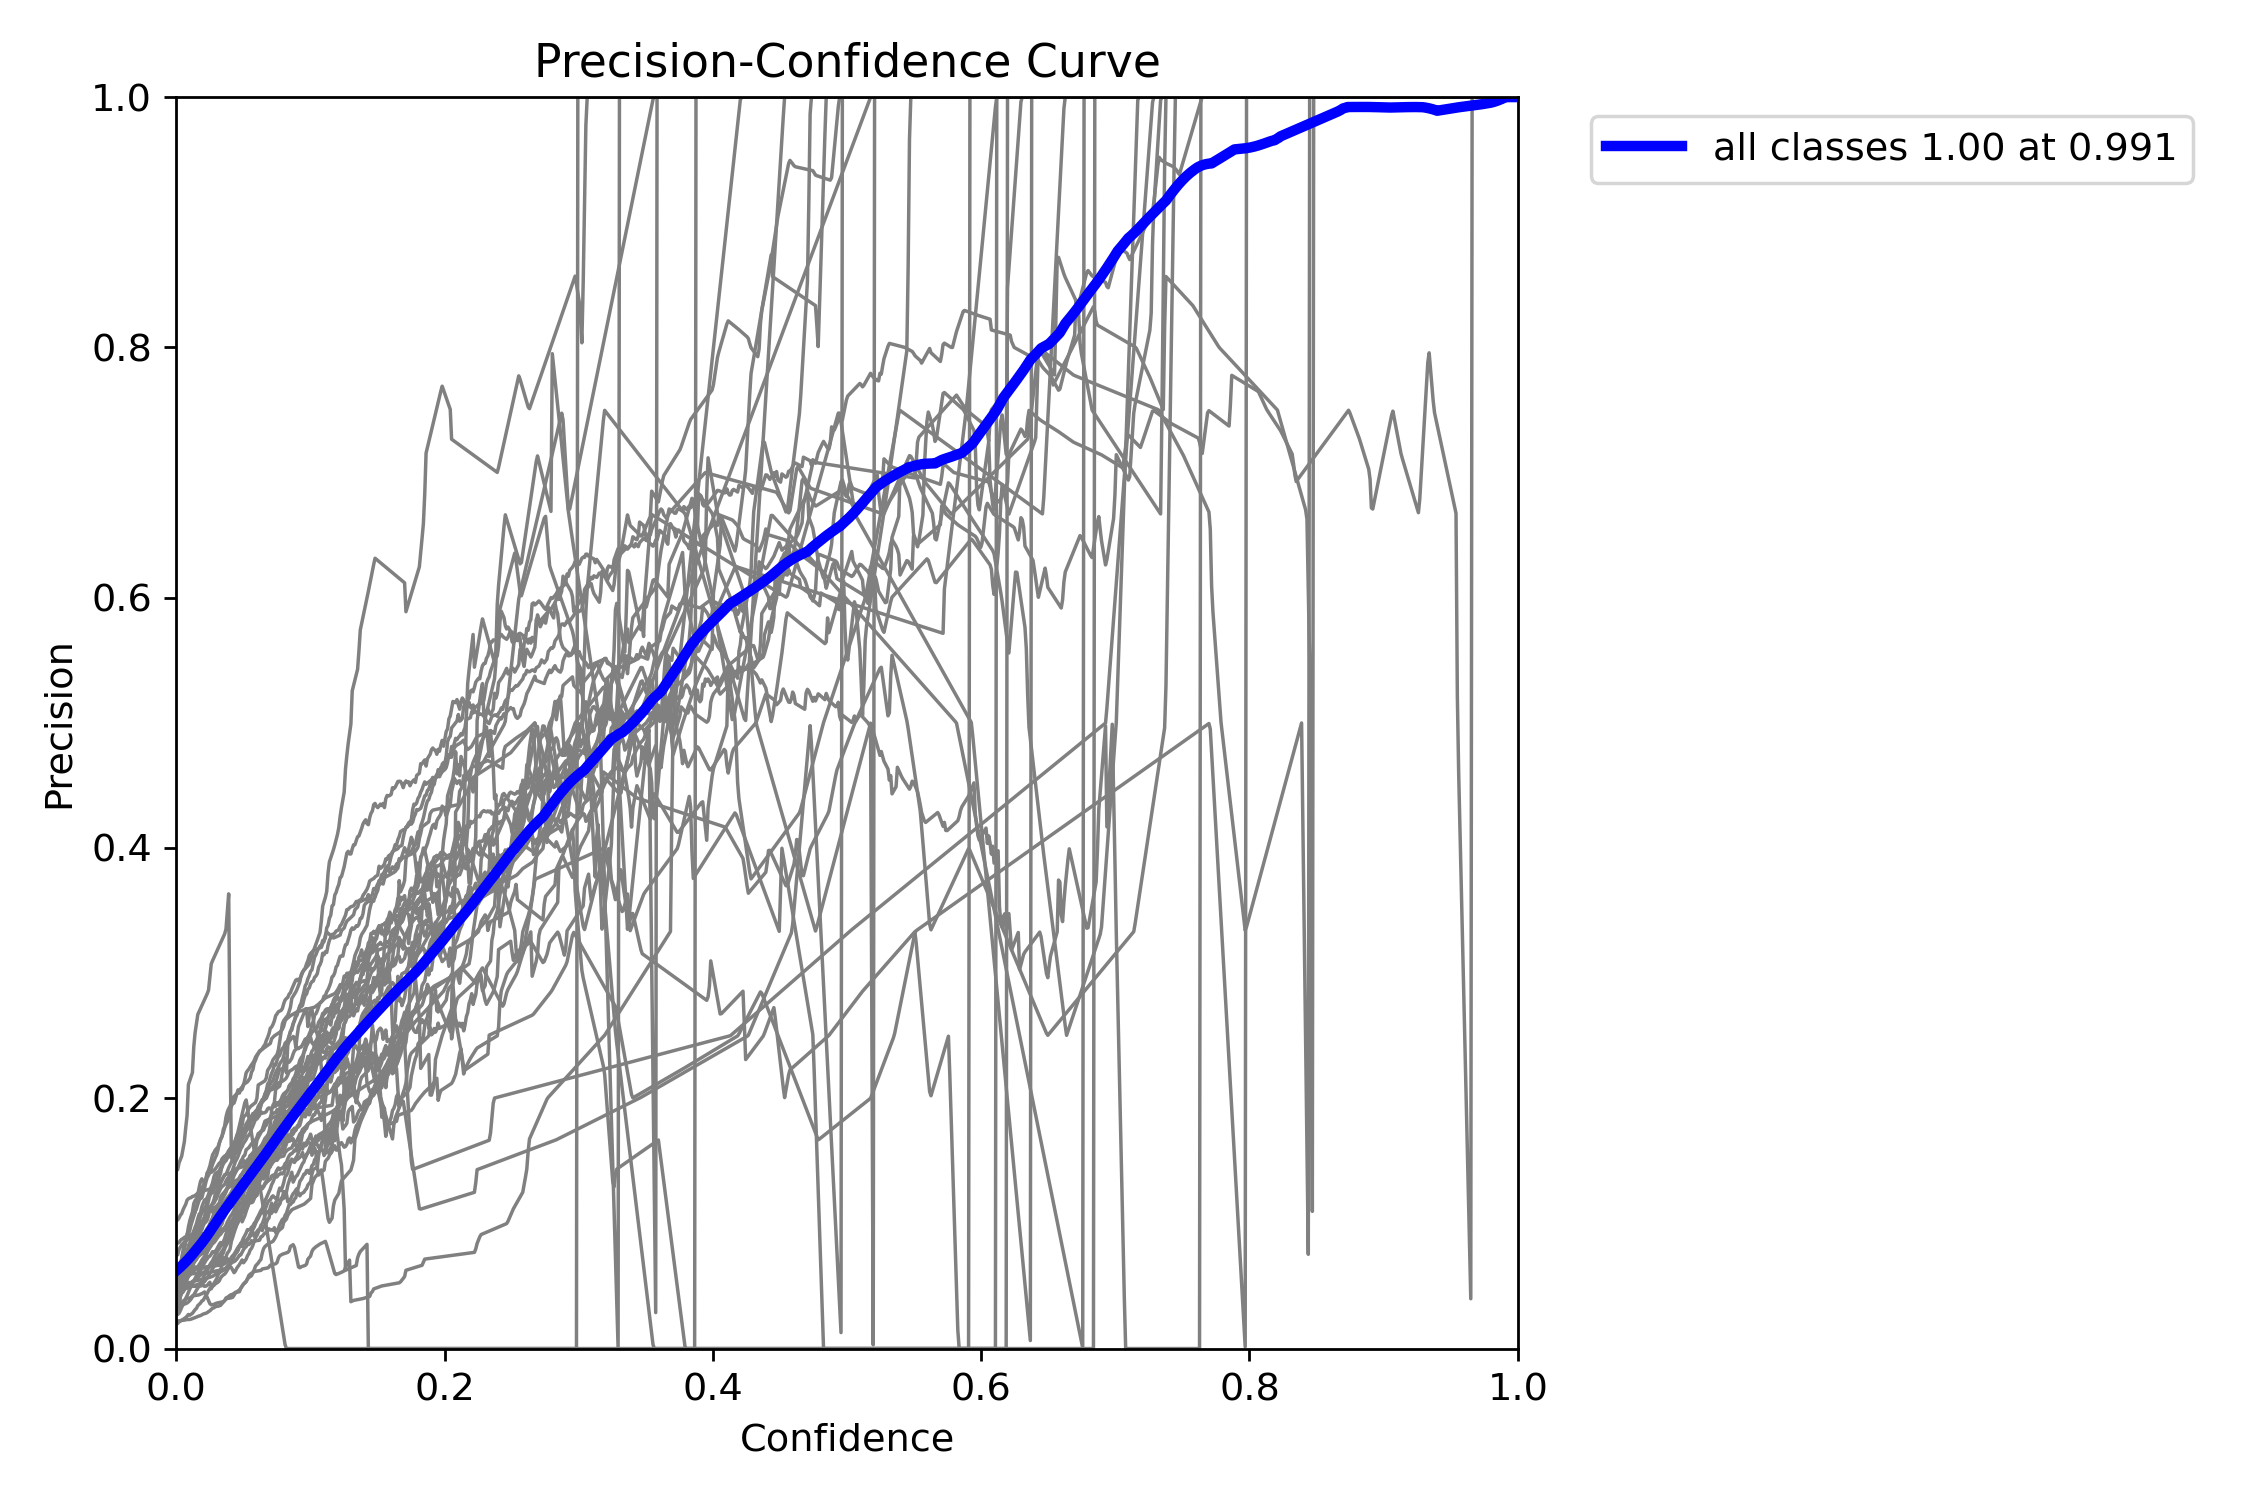 Precision-Confidence Curve
all classes 1.00 at 0.991
Precision
1.0
0.8
0.6
0.4
0.2
0.0
0.0 0.2 0.4 0.6 0.8 1.0
Confidence